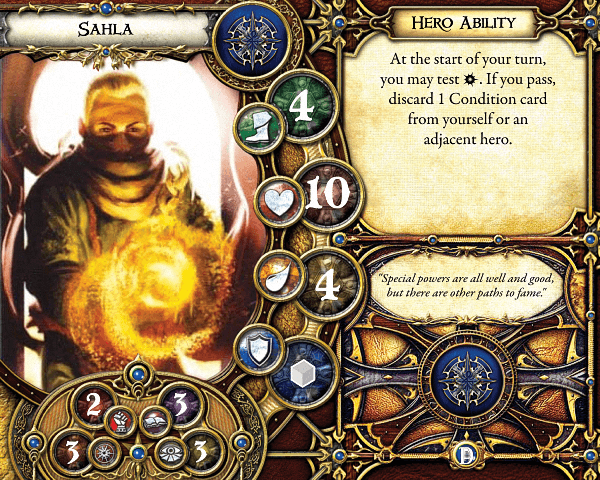 Sahla
4
10
4
2
3
3
3
Hero Ability
At the start of your turn,
you may test . If you pass,
discard 1 Condition card
from yourself or an
adjacent hero.
"Special powers are all well and good,
but there are other paths to fame."
D